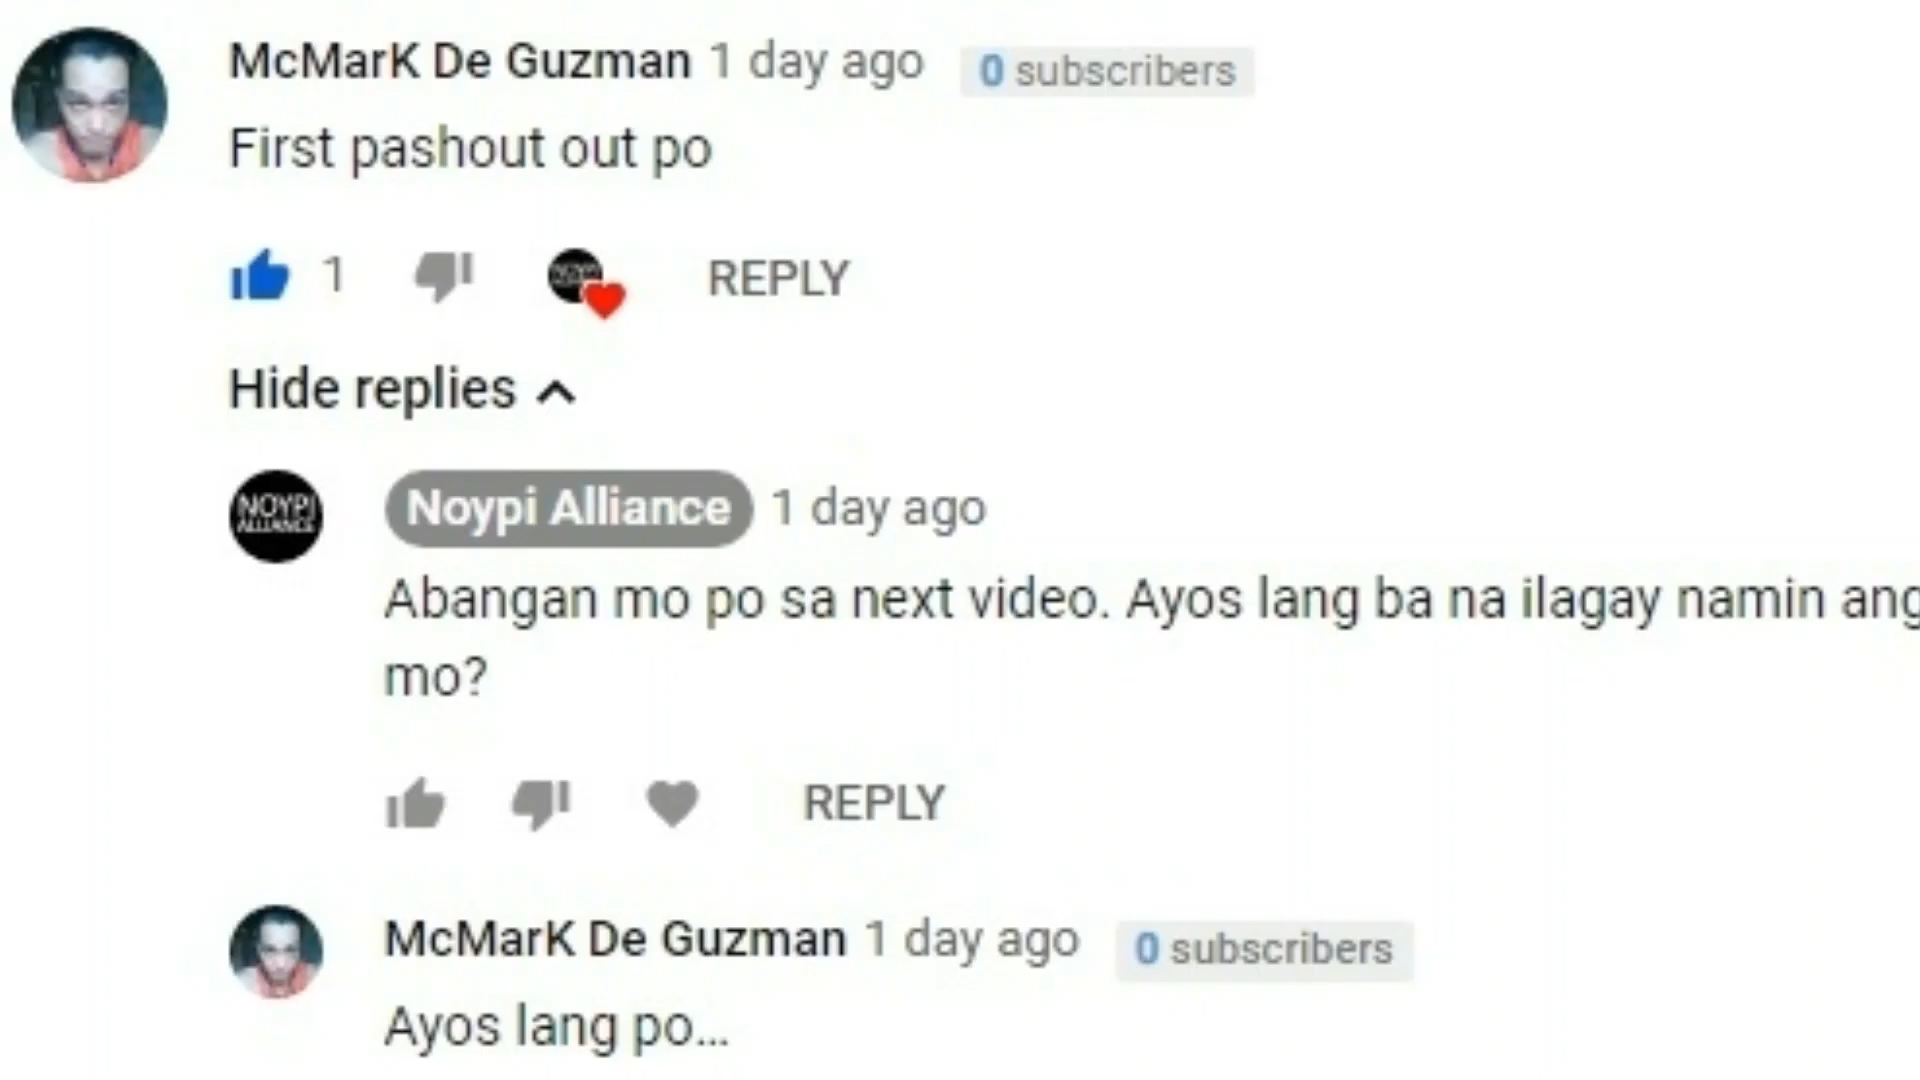 McMarK De Guzman 1 day ago 0 subscribers
First pashout out po
1 REPLY
Hide replies
NOYPI ALLIANCE Noypi Alliance 1 day ago
Abangan mo po sa next video. Ayos lang ba na ilagay namin ang
mo?
REPLY
McMarK De Guzman 1 day ago 0 subscribers
Ayos lang po...